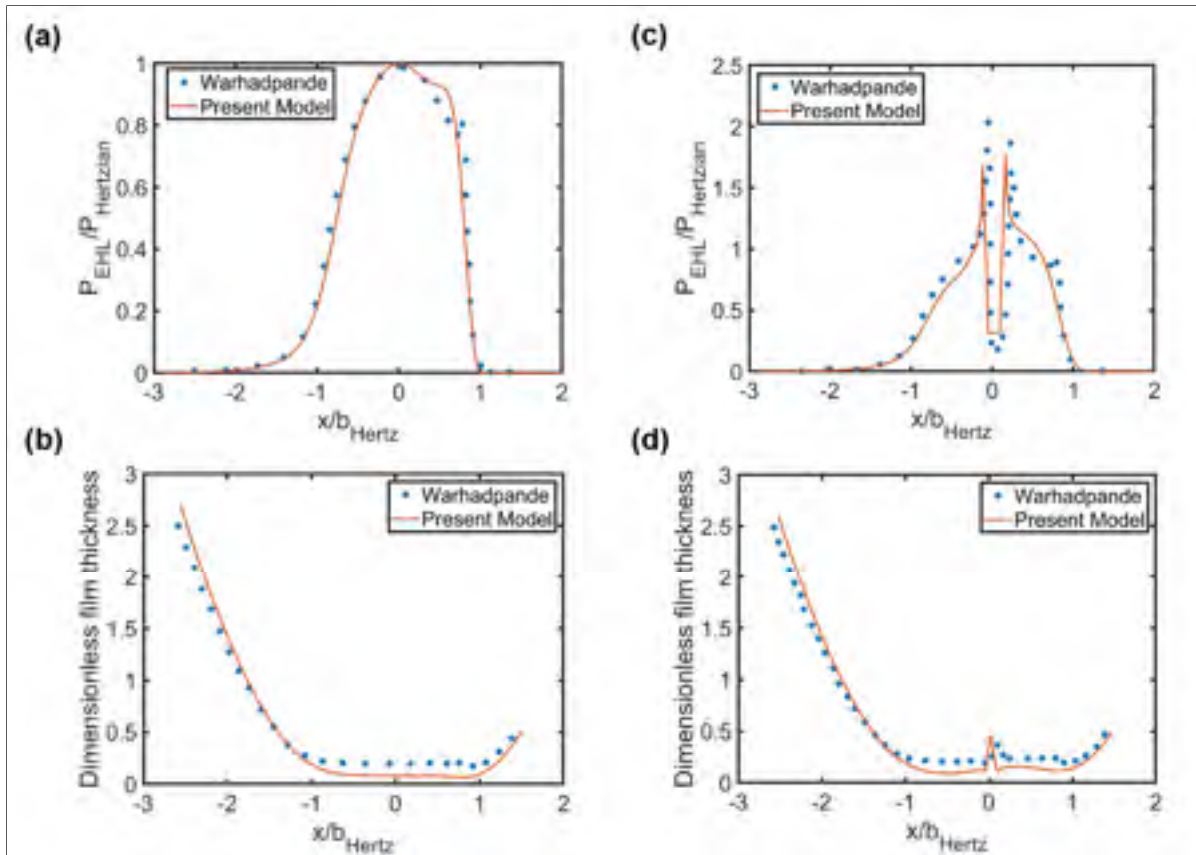 (a)
P_EHL/P_Hertzian
1
0.8
0.6
0.4
0.2
0
Warhadpande
Present Model
-3 -2 -1 0 1 2
x/b_Hertz
(c)
P_EHL/P_Hertzian
2.5
2
1.5
1
0.5
0
Warhadpande
Present Model
-3 -2 -1 0 1 2
x/b_Hertz
(b)
Dimensionless film thickness
3
2.5
2
1.5
1
0.5
0
Warhadpande
Present Model
-3 -2 -1 0 1 2
x/b_Hertz
(d)
Dimensionless film thickness
3
2.5
2
1.5
1
0.5
0
Warhadpande
Present Model
-3 -2 -1 0 1 2
x/b_Hertz